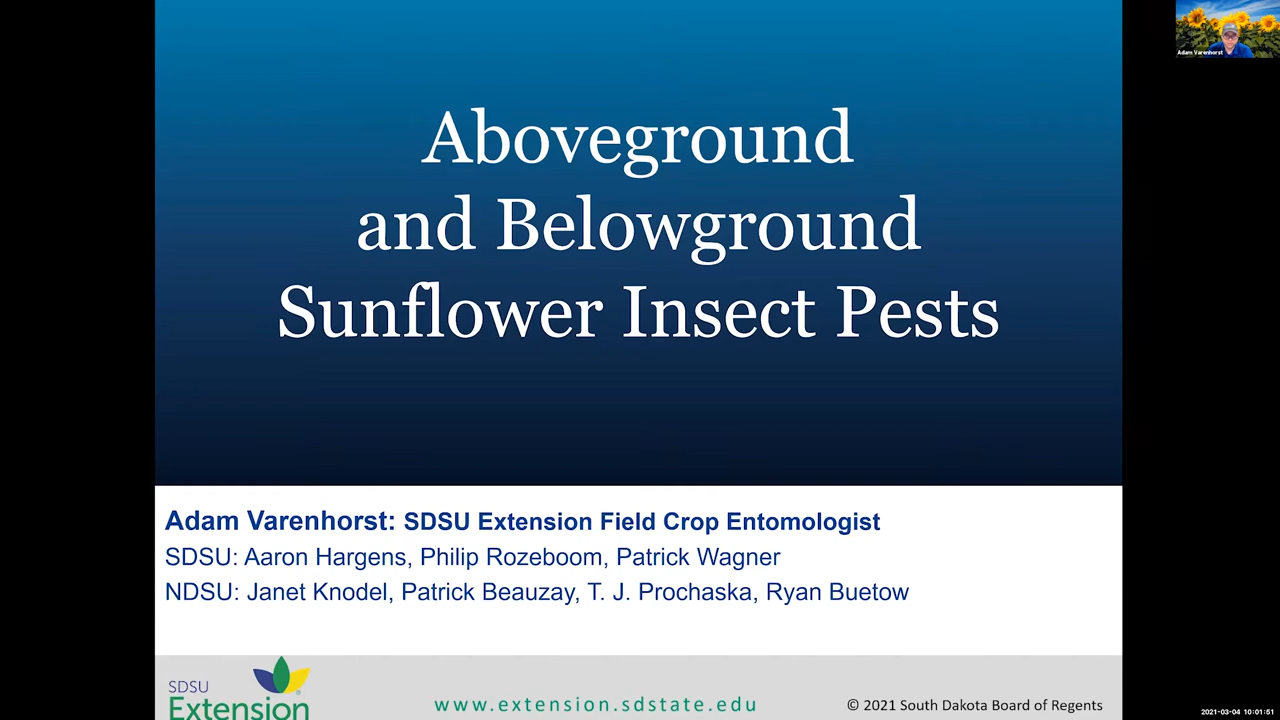 Adam Varenhorst
Aboveground
and Belowground
Sunflower Insect Pests
Adam Varenhorst: SDSU Extension Field Crop Entomologist
SDSU: Aaron Hargens, Philip Rozeboom, Patrick Wagner
NDSU: Janet Knodel, Patrick Beauzay, T. J. Prochaska, Ryan Buetow
SDSU
Extension
www.extension.sdstate.edu
© 2021 South Dakota Board of Regents
2021-03-04 10:01:51